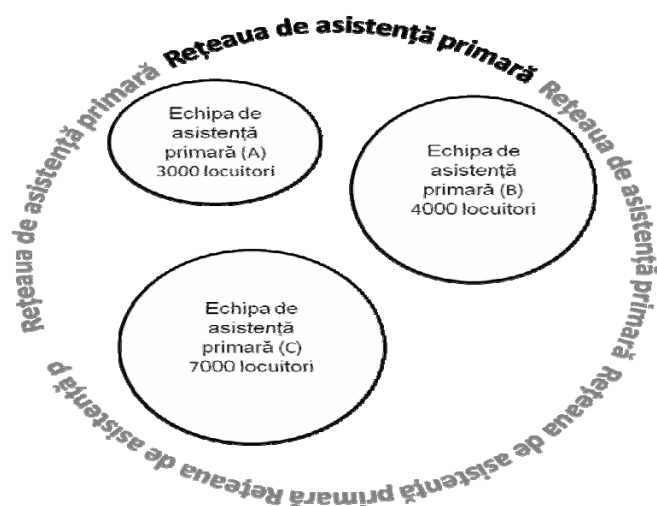 Rețeaua de asistență primară
Rețeaua de asistență primară
Rețeaua de asistență primară
Rețeaua de asistență primară
Rețeaua de asistență p
Echipa de
asistență
primară (A)
3000 locuitori
Echipa de
asistență
primară (B)
4000 locuitori
Echipa de
asistență
primară (C)
7000 locuitori